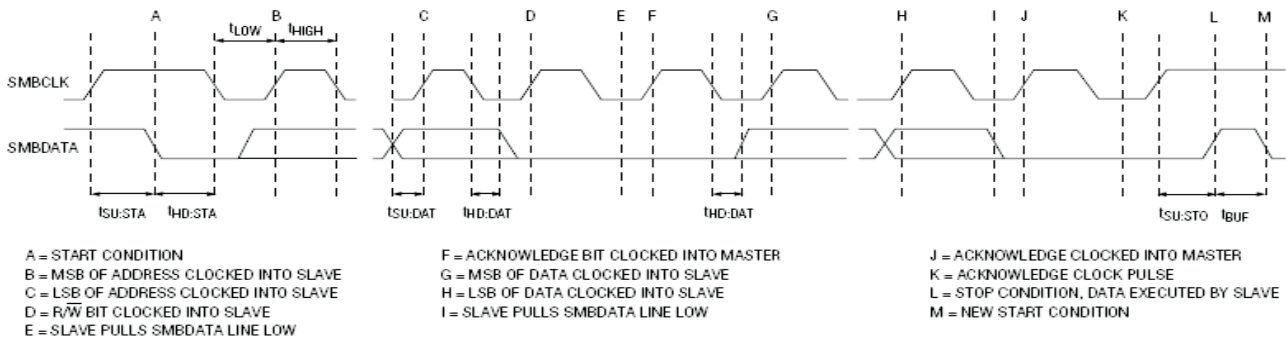 A B C D E F G H I J K L M
tLOW tHIGH
SMBCLK
SMBDATA
tSU:STA tHD:STA tSU:DAT tHD:DAT tHD:DAT tSU:STO tBUF
A = START CONDITION
B = MSB OF ADDRESS CLOCKED INTO SLAVE
C = LSB OF ADDRESS CLOCKED INTO SLAVE
D = R/W̅ BIT CLOCKED INTO SLAVE
E = SLAVE PULLS SMBDATA LINE LOW
F = ACKNOWLEDGE BIT CLOCKED INTO MASTER
G = MSB OF DATA CLOCKED INTO SLAVE
H = LSB OF DATA CLOCKED INTO SLAVE
I = SLAVE PULLS SMBDATA LINE LOW
J = ACKNOWLEDGE CLOCKED INTO MASTER
K = ACKNOWLEDGE CLOCK PULSE
L = STOP CONDITION, DATA EXECUTED BY SLAVE
M = NEW START CONDITION